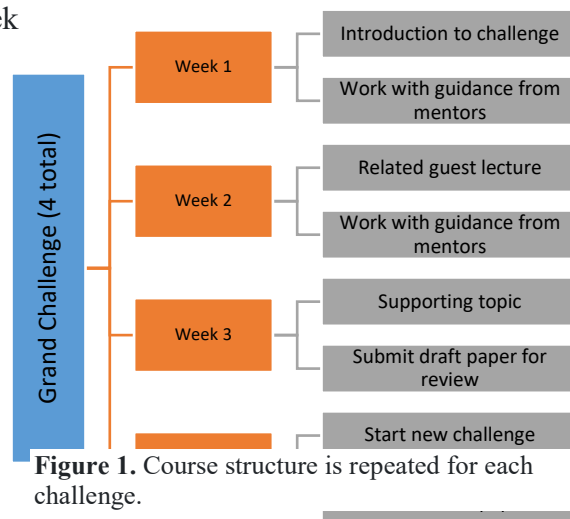 ek
Grand Challenge (4 total)
Week 1
Introduction to challenge
Work with guidance from
mentors
Week 2
Related guest lecture
Work with guidance from
mentors
Week 3
Supporting topic
Submit draft paper for
review
Start new challenge
Figure 1. Course structure is repeated for each
challenge.